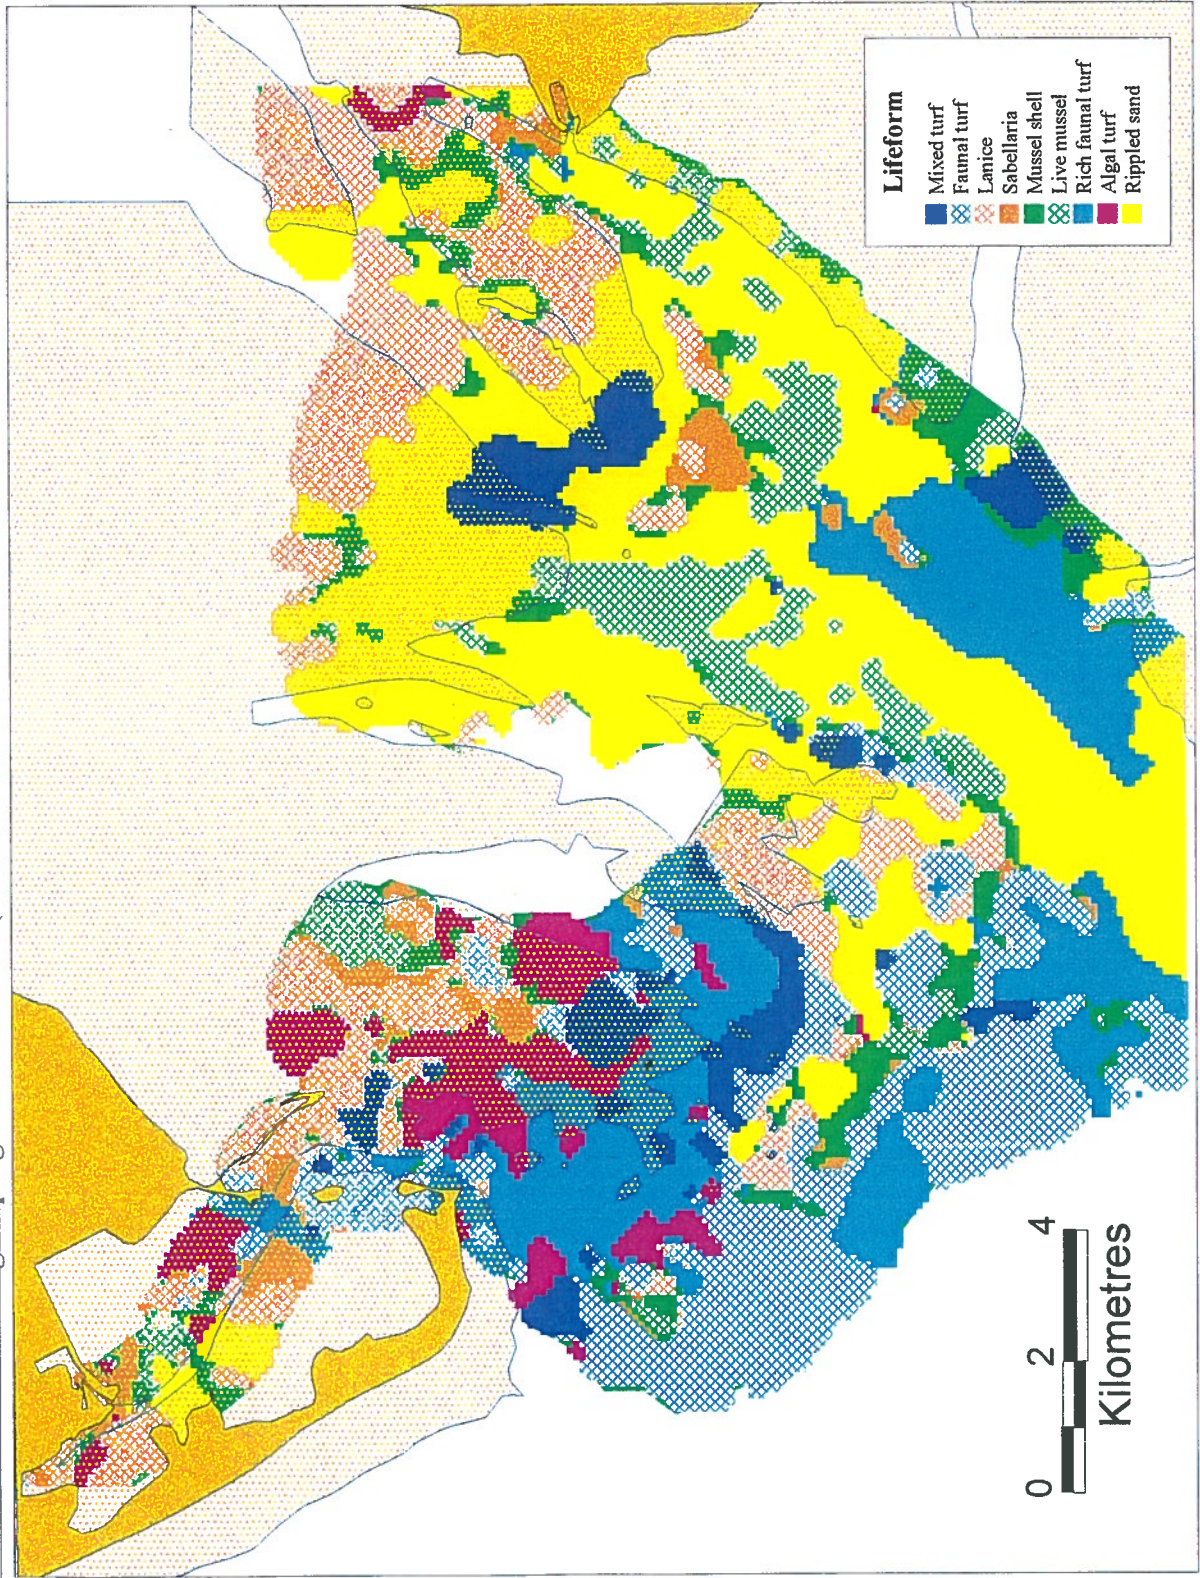 Lifeform
Mixed turf
Faunal turf
Lanice
Sabellaria
Mussel shell
Live mussel
Rich faunal turf
Algal turf
Rippled sand
0 2 4
Kilometres